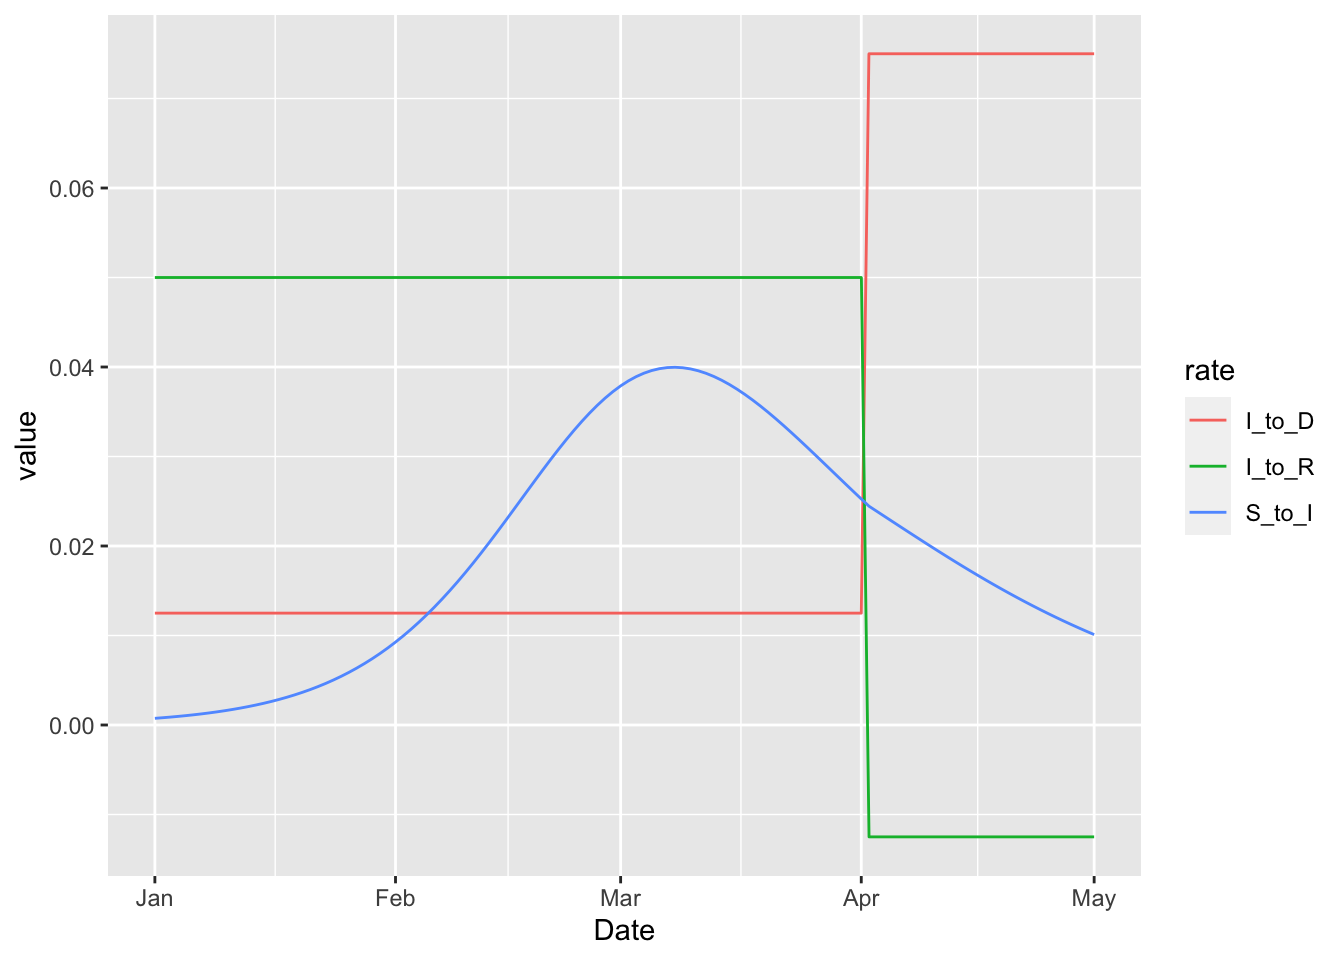 value
0.06
0.04
0.02
0.00
Jan Feb Mar Apr May
Date
rate
I_to_D
I_to_R
S_to_I